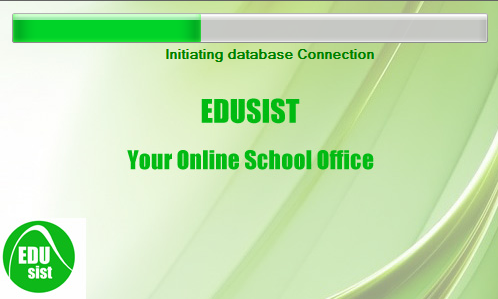 Initiating database Connection
EDUSIST
Your Online School Office
EDU
sist